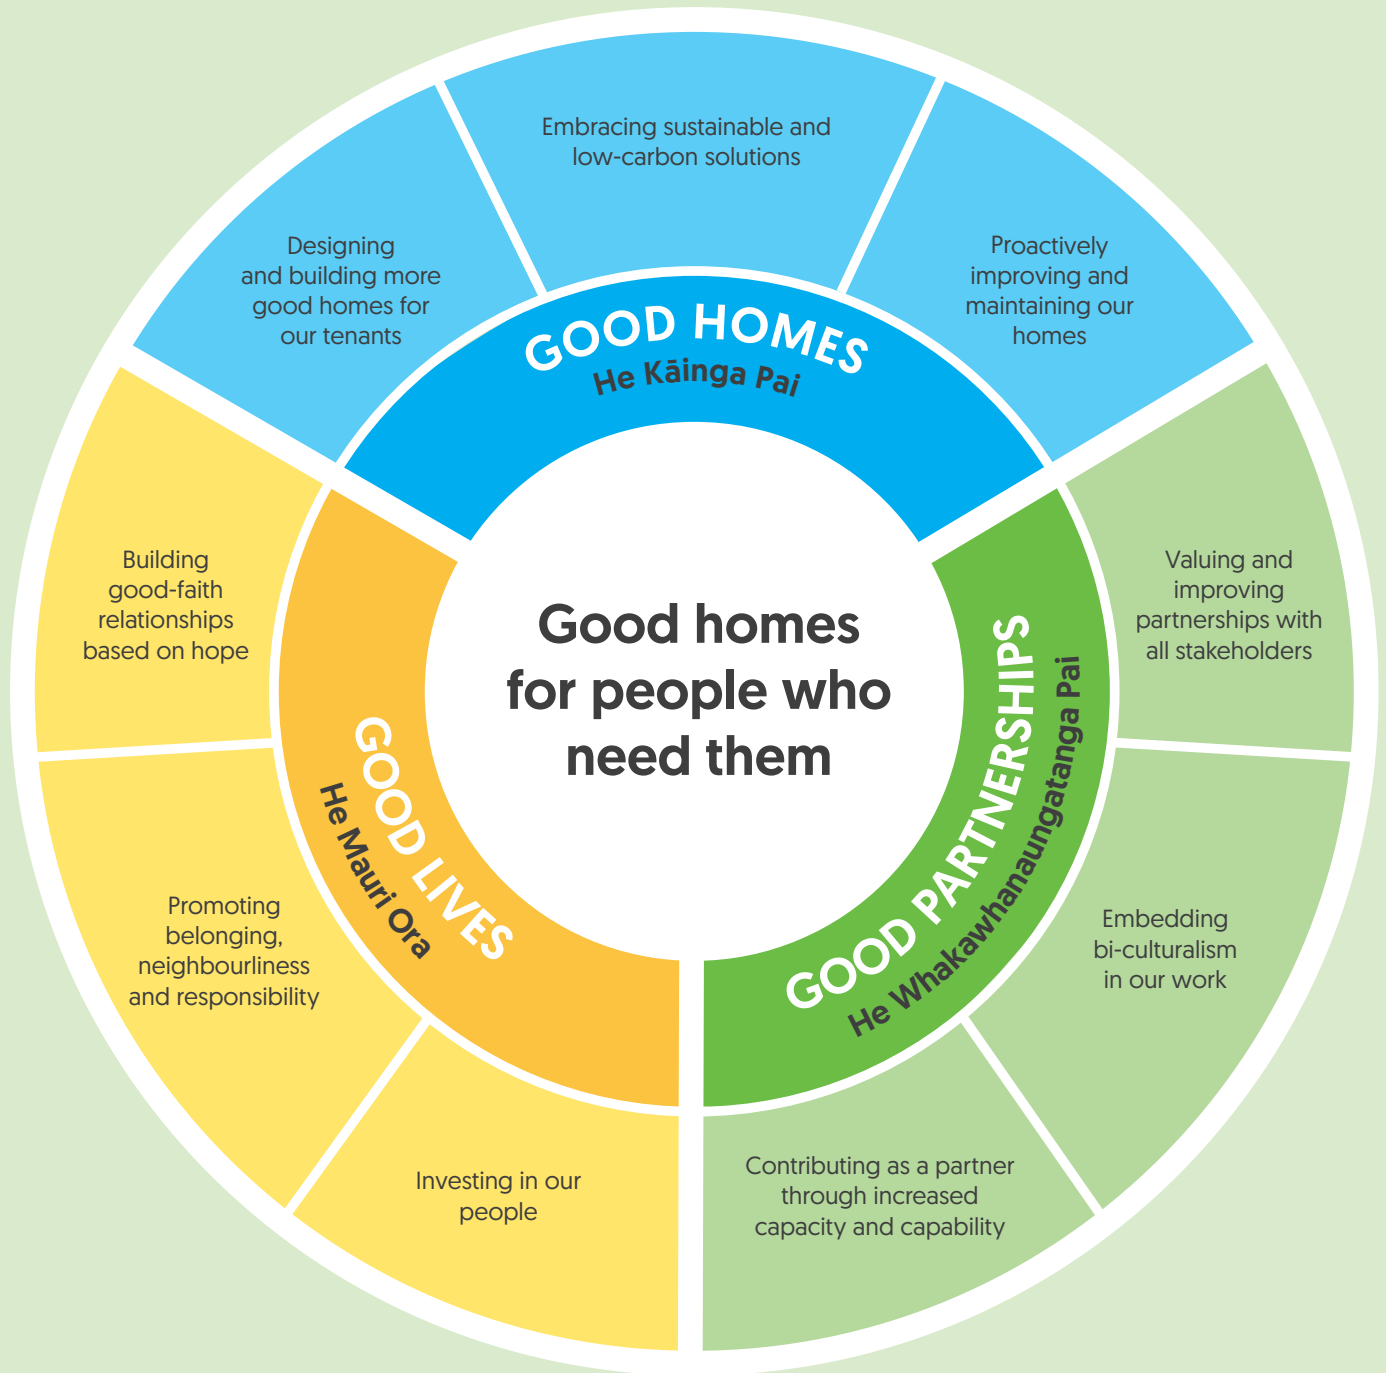 Embracing sustainable and
low-carbon solutions
Designing
and building more
good homes for
our tenants
Proactively
improving and
maintaining our
homes
GOOD HOMES
He Kāinga Pai
Building
good-faith
relationships
based on hope
Valuing and
improving
partnerships with
all stakeholders
Good homes
for people who
need them
GOOD LIVES
He Mauri Ora
GOOD PARTNERSHIPS
He Whakawhanaungatanga Pai
Promoting
belonging,
neighbourliness
and responsibility
Embedding
bi-culturalism
in our work
Investing in our
people
Contributing as a partner
through increased
capacity and capability